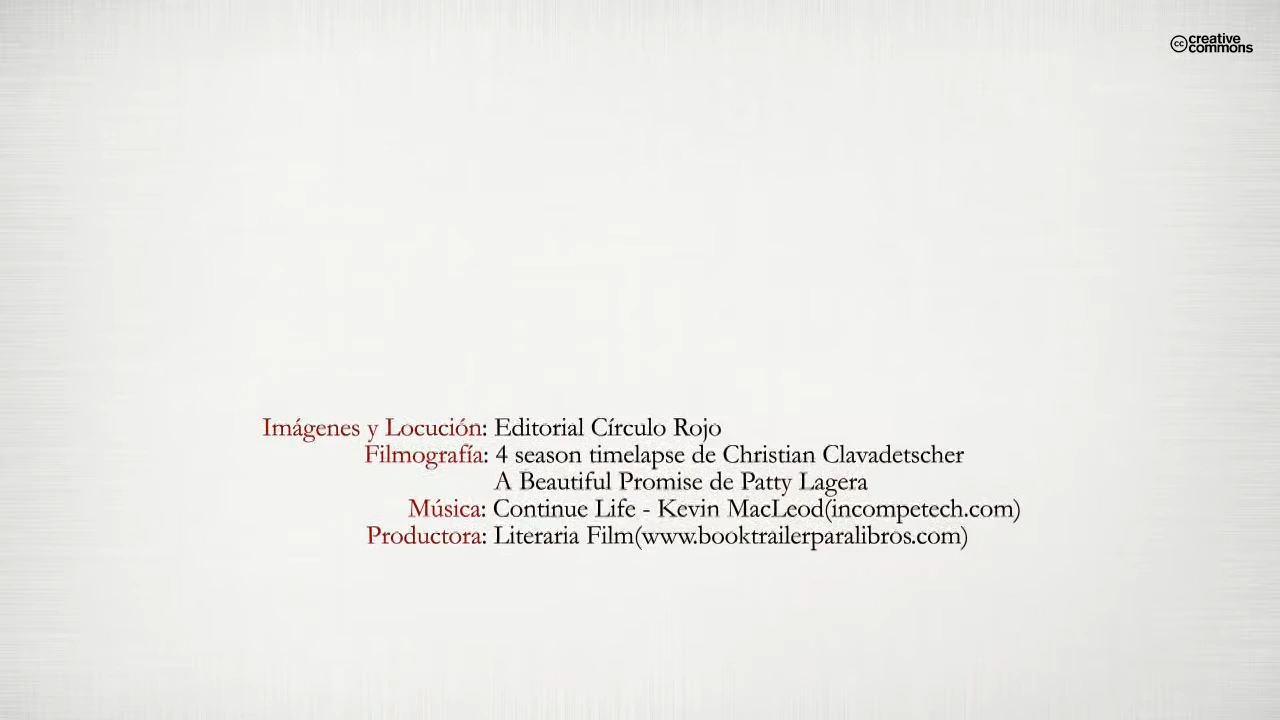 cc creative
commons
Imágenes y Locución: Editorial Círculo Rojo
Filmografía: 4 season timelapse de Christian Clavadetscher
A Beautiful Promise de Patty Lagera
Música: Continue Life - Kevin MacLeod(incompetech.com)
Productora: Literaria Film(www.booktrailerparalibros.com)